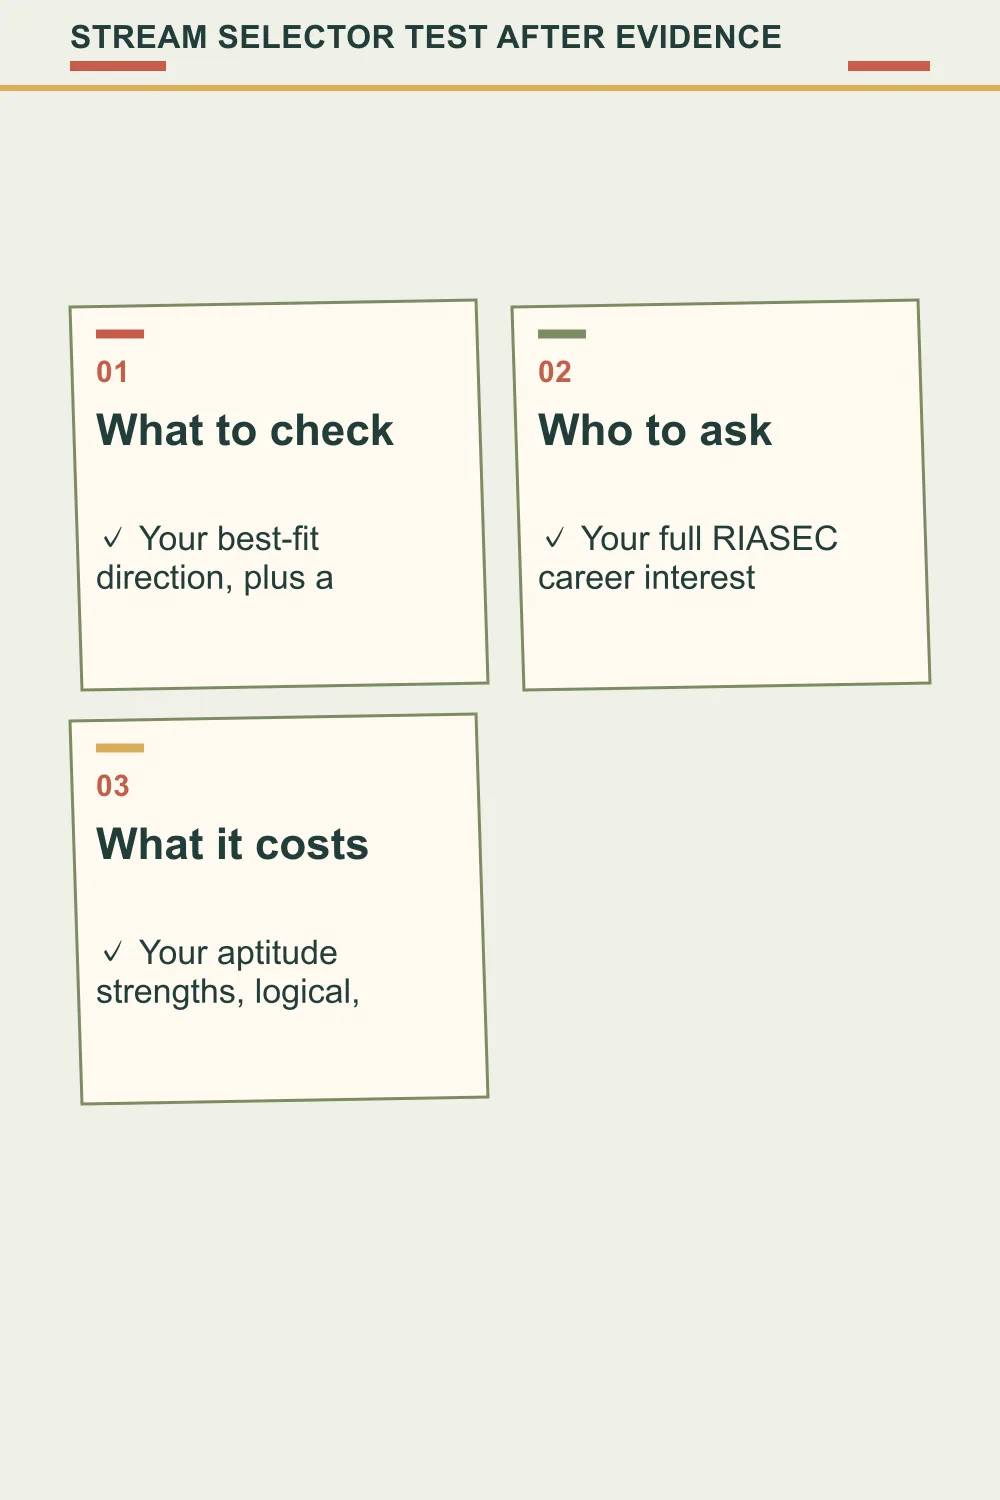 STREAM SELECTOR TEST AFTER EVIDENCE
01
What to check
✓ Your best-fit
direction, plus a
02
Who to ask
✓ Your full RIASEC
career interest
03
What it costs
✓ Your aptitude
strengths, logical,